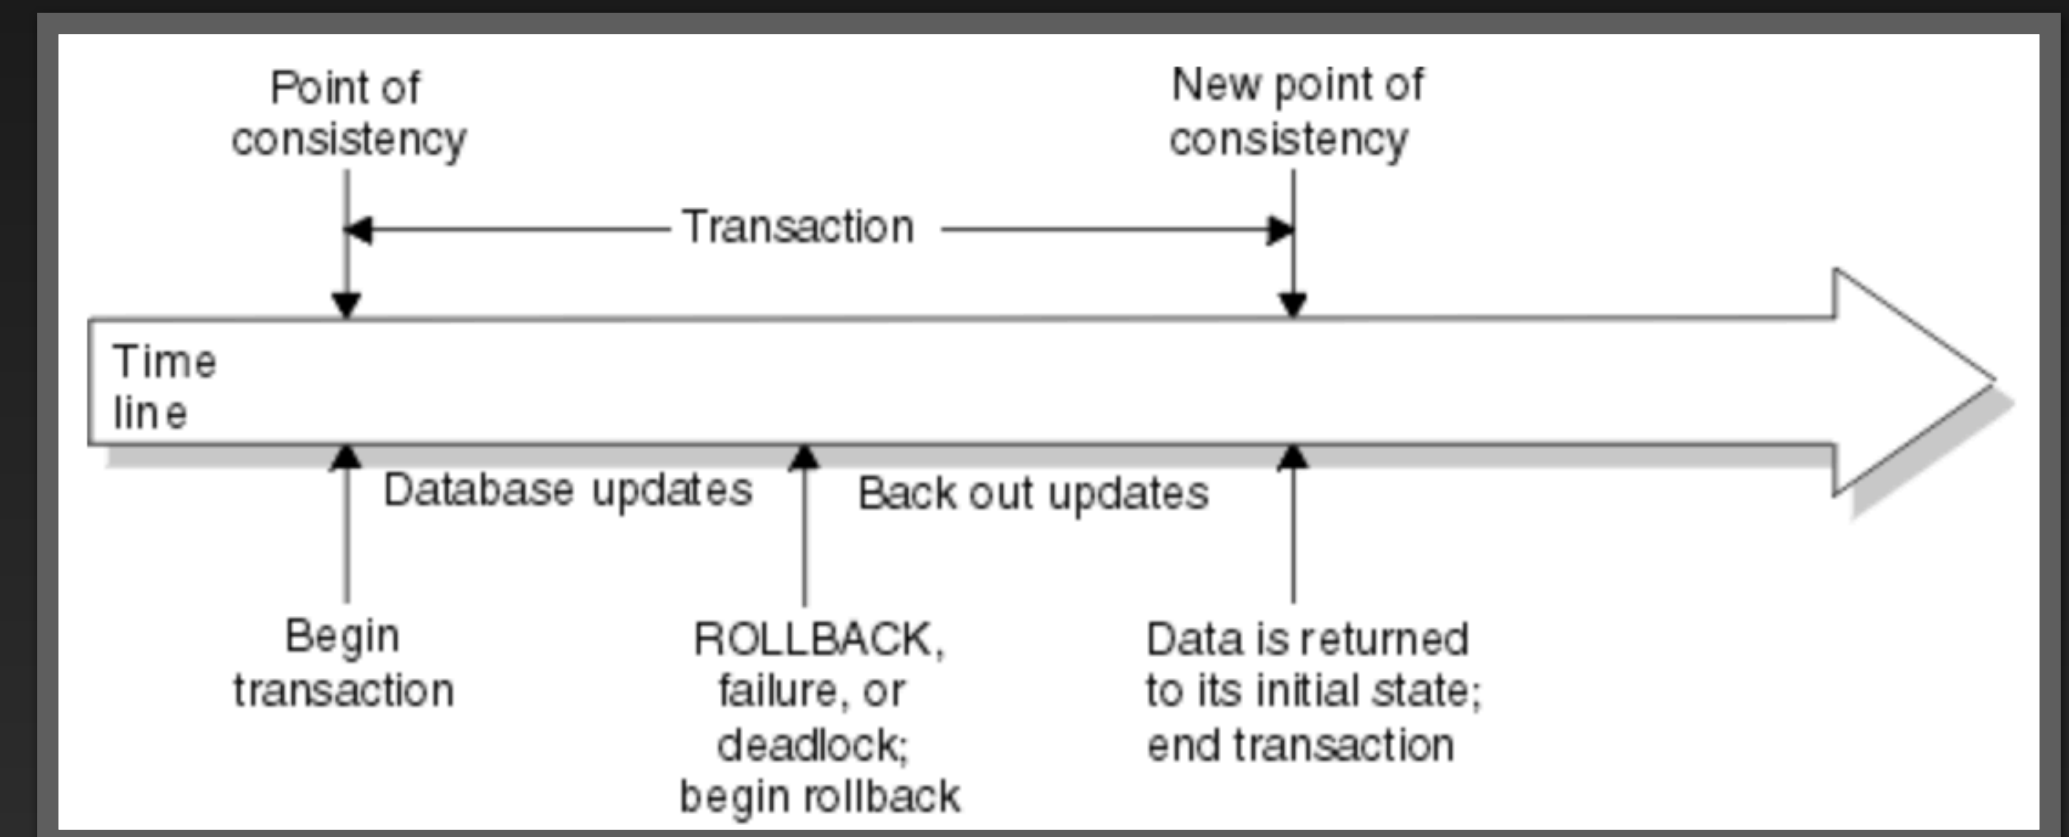 Point of
consistency
New point of
consistency
Transaction
Time
line
Database updates
Back out updates
Begin
transaction
ROLLBACK,
failure, or
deadlock;
begin rollback
Data is returned
to its initial state;
end transaction